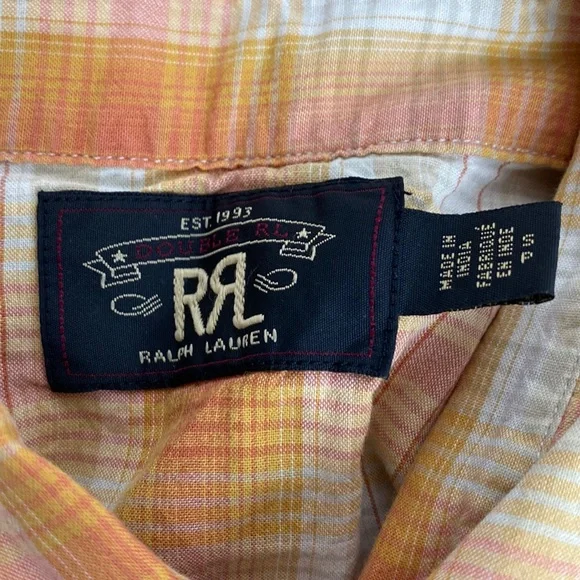 EST. 1993
DOUBLE RL
RRL
RALPH LAUREN
MADE IN
INDIA
FABRIQUÉ
EN INDE
S/P